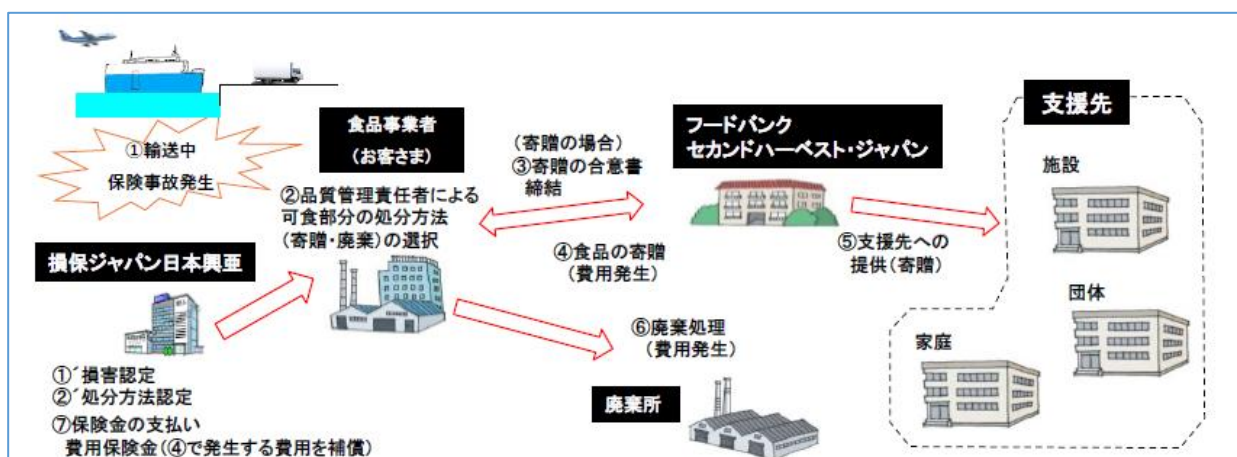 ①輸送中
保険事故発生
食品事業者
(お客さま)
②品質管理責任者による
可食部分の処分方法
(寄贈・廃棄)の選択
損保ジャパン日本興亜
①´損害認定
②´処分方法認定
⑦保険金の支払い
費用保険金(④で発生する費用を補償)
(寄贈の場合)
③寄贈の合意書
締結
④食品の寄贈
(費用発生)
フードバンク
セカンドハーベスト・ジャパン
⑤支援先への
提供(寄贈)
⑥廃棄処理
(費用発生)
廃棄所
支援先
施設
団体
家庭